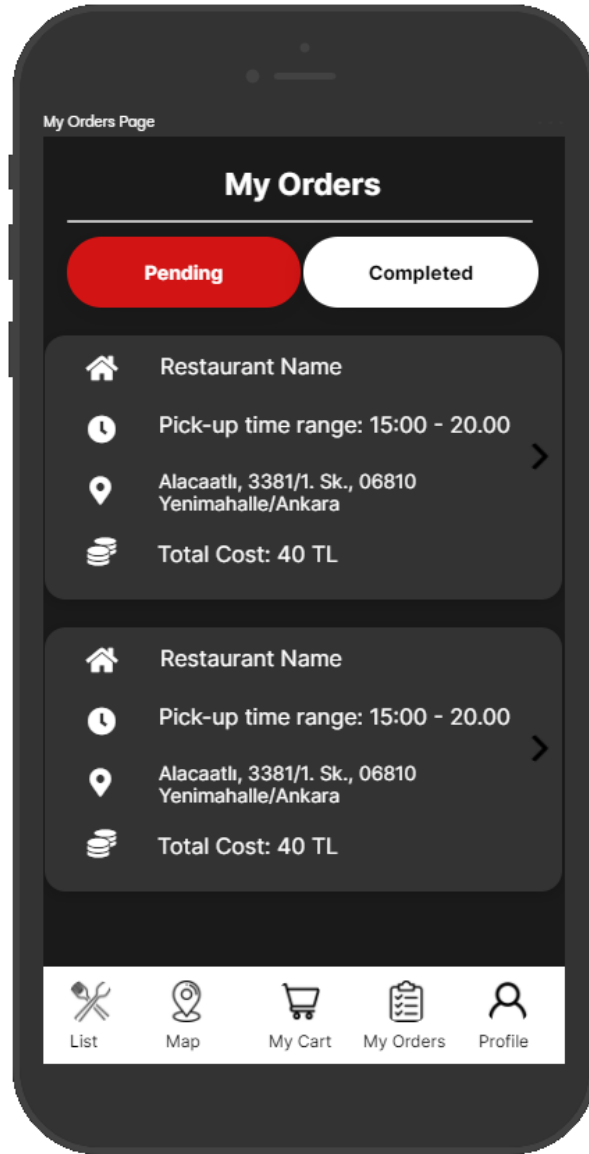 My Orders Page
My Orders
Pending Completed
Restaurant Name
Pick-up time range: 15:00 - 20.00
Alacaatlı, 3381/1. Sk., 06810
Yenimahalle/Ankara
Total Cost: 40 TL
Restaurant Name
Pick-up time range: 15:00 - 20.00
Alacaatlı, 3381/1. Sk., 06810
Yenimahalle/Ankara
Total Cost: 40 TL
List Map My Cart My Orders Profile